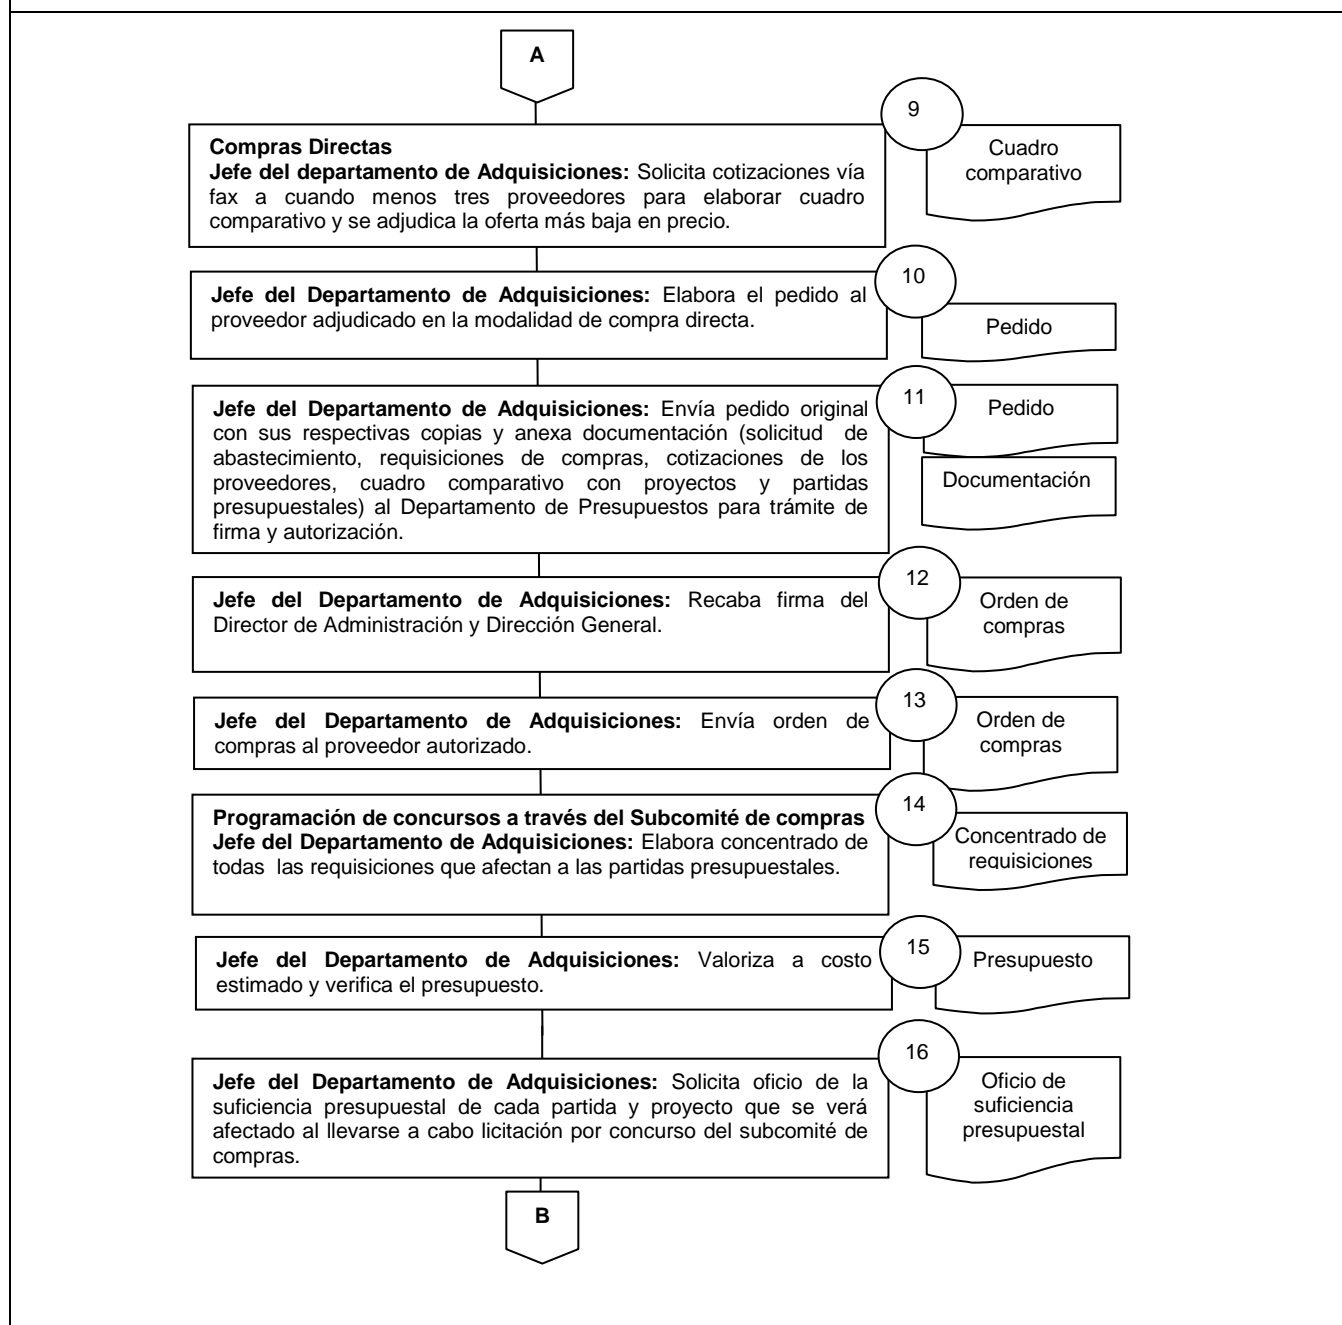 A
9
Cuadro
comparativo
Compras Directas
Jefe del departamento de Adquisiciones: Solicita cotizaciones vía
fax a cuando menos tres proveedores para elaborar cuadro
comparativo y se adjudica la oferta más baja en precio.
10
Pedido
Jefe del Departamento de Adquisiciones: Elabora el pedido al
proveedor adjudicado en la modalidad de compra directa.
11
Pedido
Documentación
Jefe del Departamento de Adquisiciones: Envía pedido original
con sus respectivas copias y anexa documentación (solicitud de
abastecimiento, requisiciones de compras, cotizaciones de los
proveedores, cuadro comparativo con proyectos y partidas
presupuestales) al Departamento de Presupuestos para trámite de
firma y autorización.
12
Orden de
compras
Jefe del Departamento de Adquisiciones: Recaba firma del
Director de Administración y Dirección General.
13
Orden de
compras
Jefe del Departamento de Adquisiciones: Envía orden de
compras al proveedor autorizado.
14
Concentrado de
requisiciones
Programación de concursos a través del Subcomité de compras
Jefe del Departamento de Adquisiciones: Elabora concentrado de
todas las requisiciones que afectan a las partidas presupuestales.
15
Presupuesto
Jefe del Departamento de Adquisiciones: Valoriza a costo
estimado y verifica el presupuesto.
16
Oficio de
suficiencia
presupuestal
Jefe del Departamento de Adquisiciones: Solicita oficio de la
suficiencia presupuestal de cada partida y proyecto que se verá
afectado al llevarse a cabo licitación por concurso del subcomité de
compras.
B